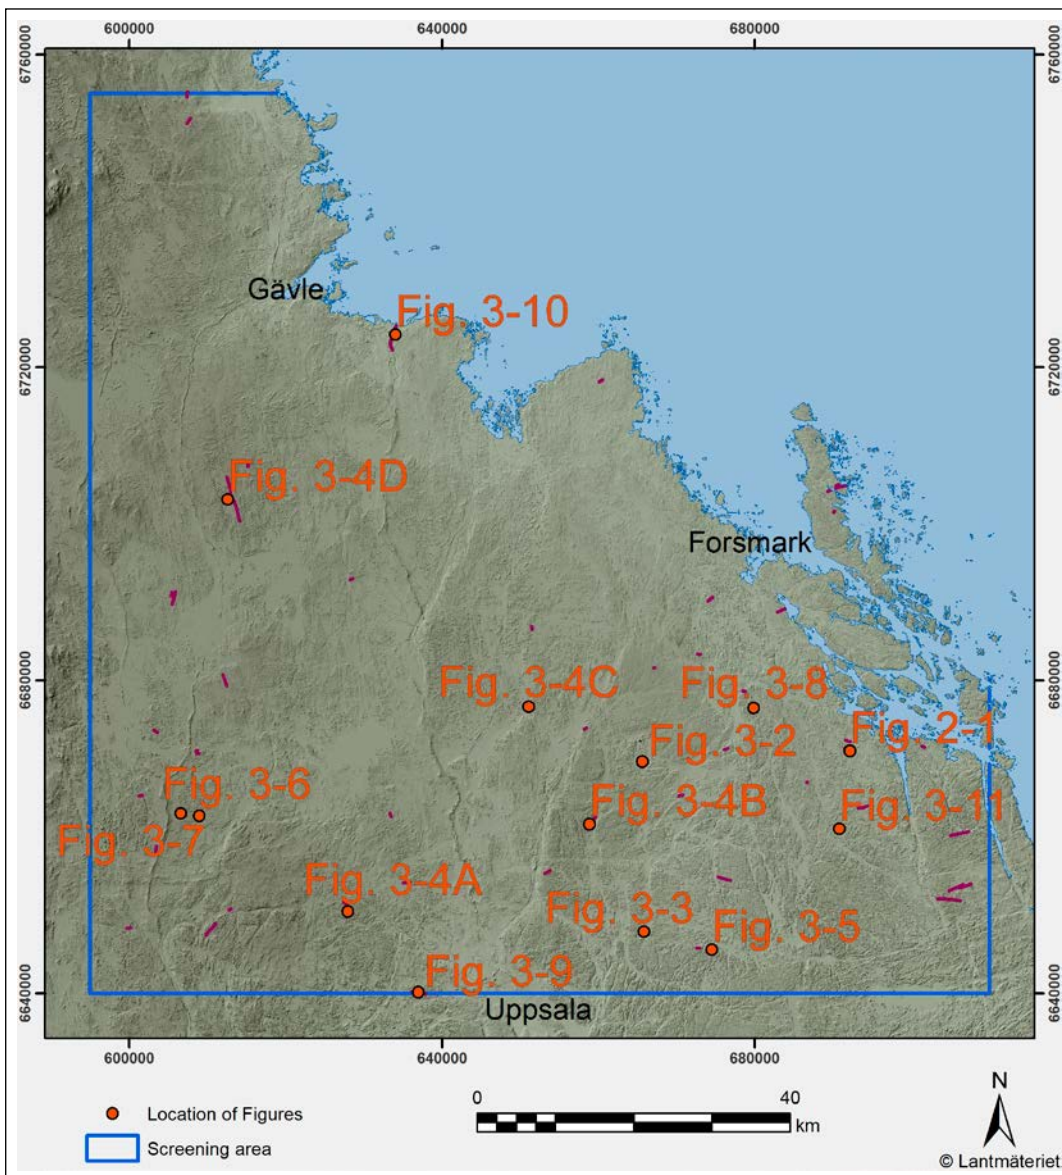 600000 640000 680000
6760000 6760000
Gävle
Fig. 3-10
6720000 6720000
Fig. 3-4D
Forsmark
6680000 6680000
Fig. 3-4C Fig. 3-8
Fig. 2-1
Fig. 3-2
Fig. 3-6
Fig. 3-4B Fig. 3-11
Fig. 3-7
Fig. 3-4A
Fig. 3-3 Fig. 3-5
Fig. 3-9
6640000 6640000
Uppsala
600000 640000 680000
0 40
km
N
Location of Figures
Screening area
© Lantmäteriet